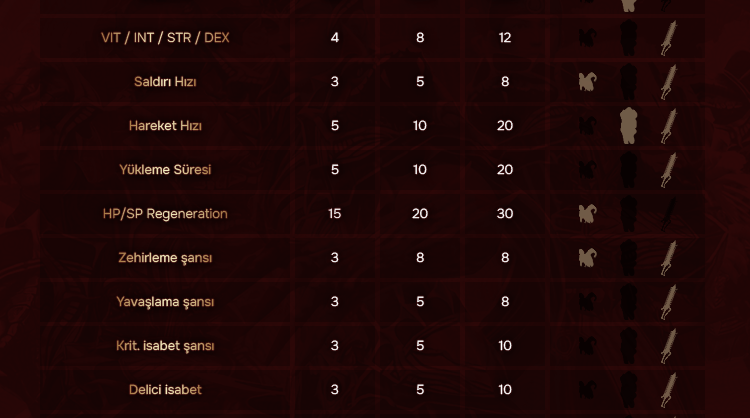 VIT / INT / STR / DEX 4 8 12
Saldırı Hızı 3 5 8
Hareket Hızı 5 10 20
Yükleme Süresi 5 10 20
HP/SP Regeneration 15 20 30
Zehirleme şansı 3 8 8
Yavaşlama şansı 3 5 8
Krit. isabet şansı 3 5 10
Delici isabet 3 5 10